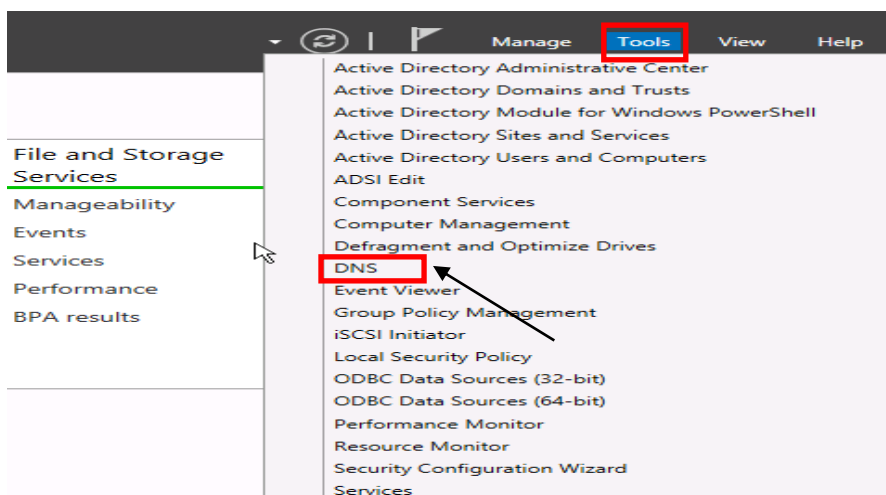 Manage Tools View Help
File and Storage
Services
Manageability
Events
Services
Performance
BPA results
Active Directory Administrative Center
Active Directory Domains and Trusts
Active Directory Module for Windows PowerShell
Active Directory Sites and Services
Active Directory Users and Computers
ADSI Edit
Component Services
Computer Management
Defragment and Optimize Drives
DNS
Event Viewer
Group Policy Management
iSCSI Initiator
Local Security Policy
ODBC Data Sources (32-bit)
ODBC Data Sources (64-bit)
Performance Monitor
Resource Monitor
Security Configuration Wizard
Services